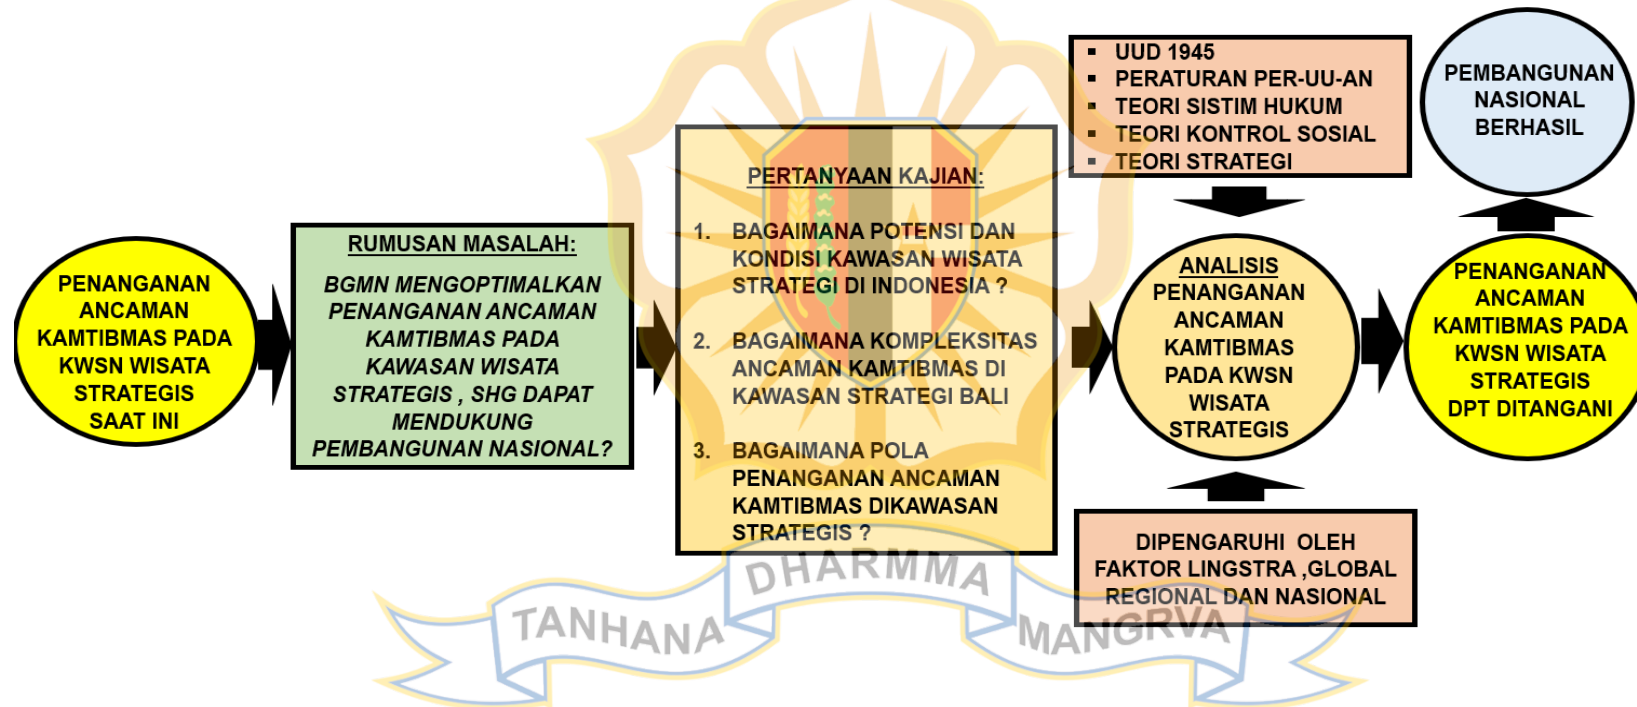 PENANGANAN
ANCAMAN
KAMTIBMAS PADA
KWSN WISATA
STRATEGIS
SAAT INI
RUMUSAN MASALAH:
BGMN MENGOPTIMALKAN
PENANGANAN ANCAMAN
KAMTIBMAS PADA
KAWASAN WISATA
STRATEGIS , SHG DAPAT
MENDUKUNG
PEMBANGUNAN NASIONAL?
PERTANYAAN KAJIAN:
1. BAGAIMANA POTENSI DAN
KONDISI KAWASAN WISATA
STRATEGI DI INDONESIA ?
2. BAGAIMANA KOMPLEKSITAS
ANCAMAN KAMTIBMAS DI
KAWASAN STRATEGI BALI
3. BAGAIMANA POLA
PENANGANAN ANCAMAN
KAMTIBMAS DIKAWASAN
STRATEGIS ?
▪ UUD 1945
▪ PERATURAN PER-UU-AN
▪ TEORI SISTIM HUKUM
▪ TEORI KONTROL SOSIAL
▪ TEORI STRATEGI
ANALISIS
PENANGANAN
ANCAMAN
KAMTIBMAS
PADA KWSN
WISATA
STRATEGIS
DIPENGARUHI OLEH
FAKTOR LINGSTRA ,GLOBAL
REGIONAL DAN NASIONAL
PENANGANAN
ANCAMAN
KAMTIBMAS PADA
KWSN WISATA
STRATEGIS
DPT DITANGANI
PEMBANGUNAN
NASIONAL
BERHASIL
TANHANA DHARMMA MANGRVA